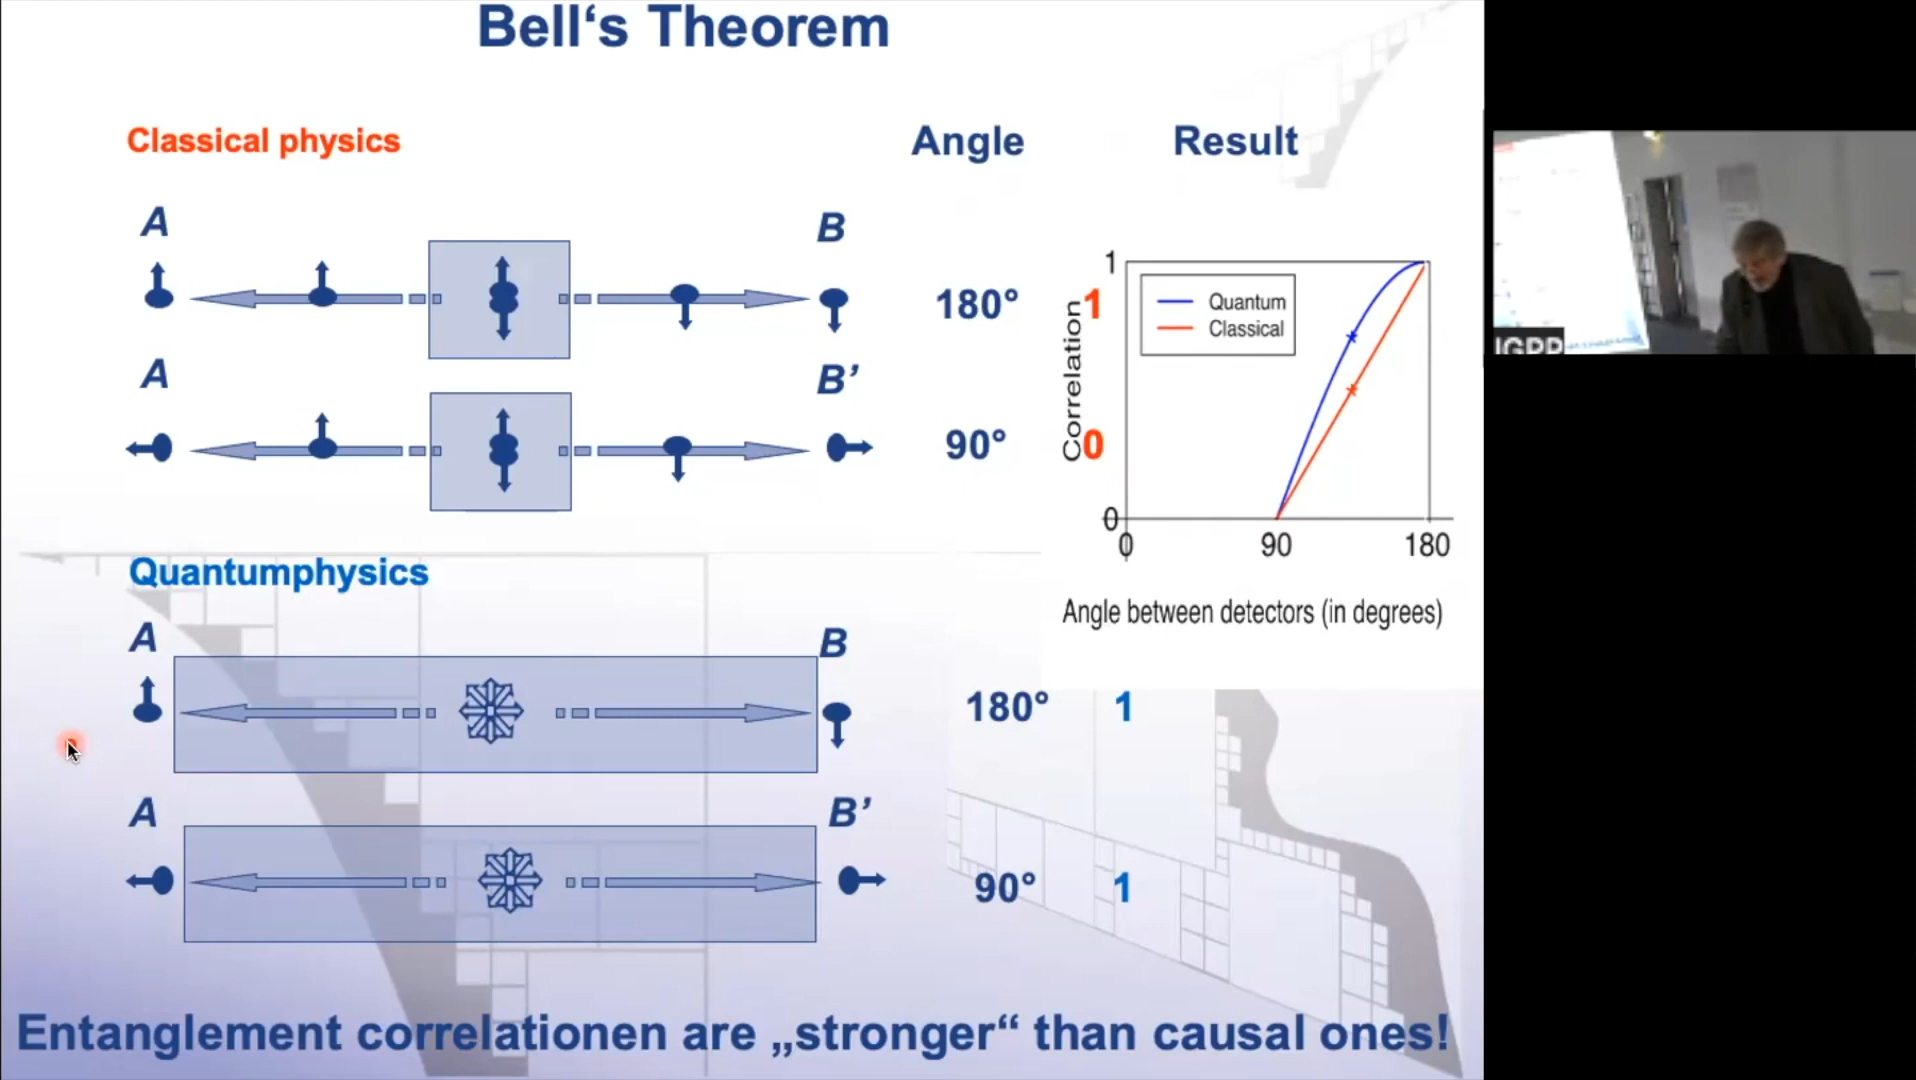 Bell‘s Theorem
Classical physics
Angle
Result
A
B
180°
1
A
B’
90°
0
1
Quantum
Classical
Correlation
0
0
90
180
Angle between detectors (in degrees)
Quantumphysics
A
B
180°
1
A
B’
90°
1
Entanglement correlationen are „stronger“ than causal ones!
IGPP